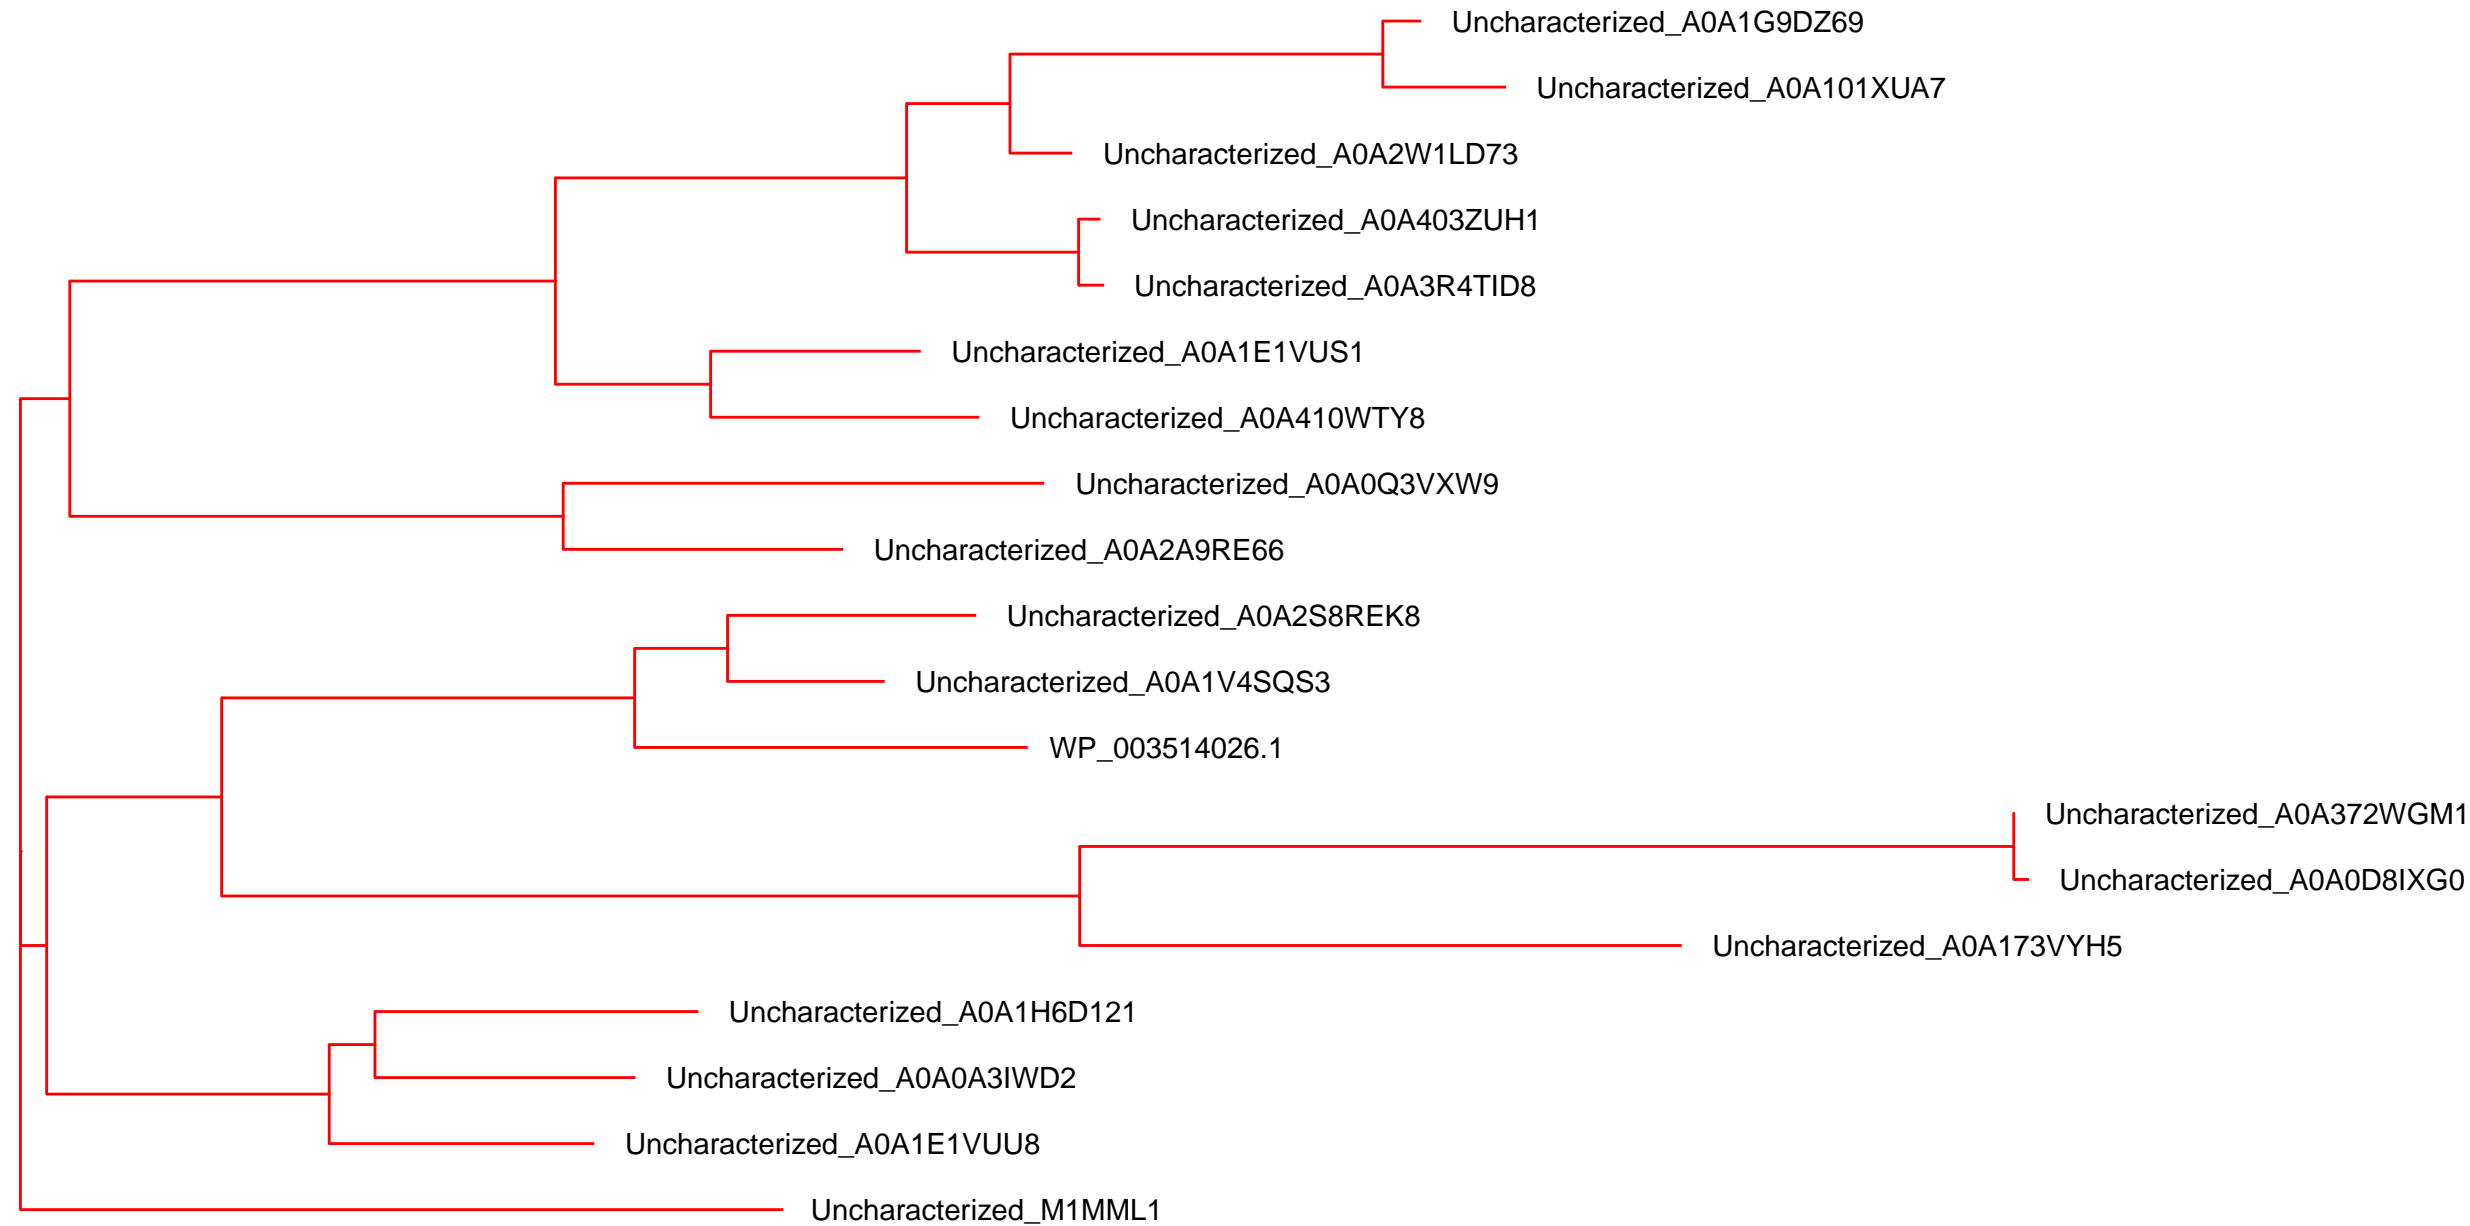 Uncharacterized_A0A1G9DZ69
Uncharacterized_A0A101XUA7
Uncharacterized_A0A2W1LD73
Uncharacterized_A0A403ZUH1
Uncharacterized_A0A3R4TID8
Uncharacterized_A0A1E1VUS1
Uncharacterized_A0A410WTY8
Uncharacterized_A0A0Q3VXW9
Uncharacterized_A0A2A9RE66
Uncharacterized_A0A2S8REK8
Uncharacterized_A0A1V4SQS3
WP_003514026.1
Uncharacterized_A0A372WGM1
Uncharacterized_A0A0D8IXG0
Uncharacterized_A0A173VYH5
Uncharacterized_A0A1H6D121
Uncharacterized_A0A0A3IWD2
Uncharacterized_A0A1E1VUU8
Uncharacterized_M1MML1